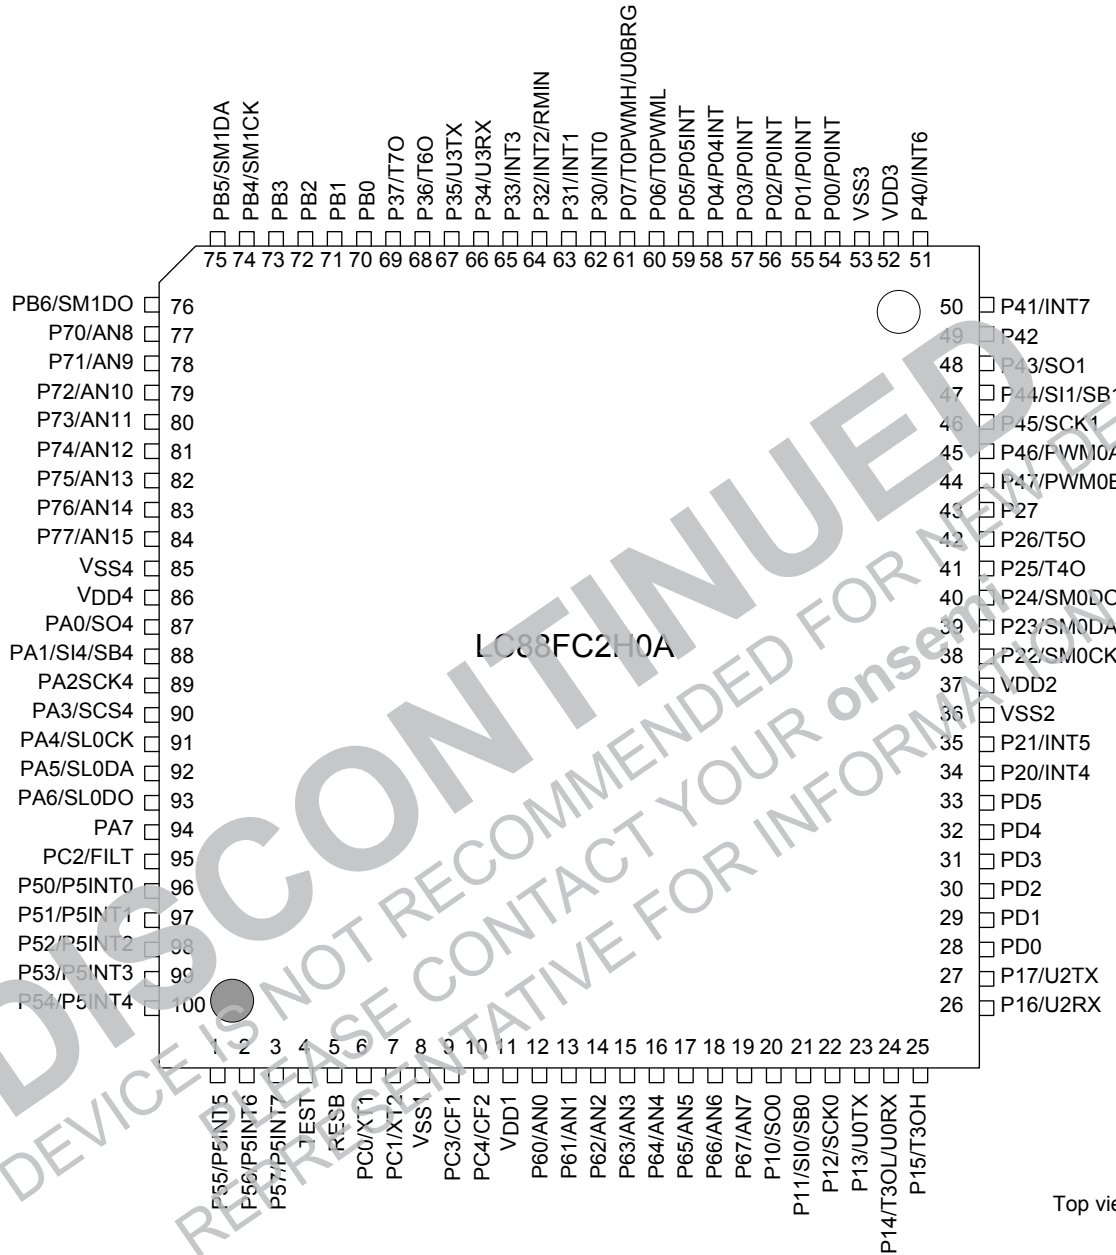 PB5/SM1DA
PB4/SM1CK
PB3
PB2
PB1
PB0
P37/T7O
P36/T6O
P35/U3TX
P34/U3RX
P33/INT3
P32/INT2/RMIN
P31/INT1
P30/INT0
P07/T0PWMH/U0BRG
P06/T0PWML
P05/P05INT
P04/P04INT
P03/P0INT
P02/P0INT
P01/P0INT
P00/P0INT
VSS3
VDD3
P40/INT6
75 74 73 72 71 70 69 68 67 66 65 64 63 62 61 60 59 58 57 56 55 54 53 52 51
PB6/SM1DO 76
P70/AN8 77
P71/AN9 78
P72/AN10 79
P73/AN11 80
P74/AN12 81
P75/AN13 82
P76/AN14 83
P77/AN15 84
VSS4 85
VDD4 86
PA0/SO4 87
PA1/SI4/SB4 88
PA2SCK4 89
PA3/SCS4 90
PA4/SL0CK 91
PA5/SL0DA 92
PA6/SL0DO 93
PA7 94
PC2/FILT 95
P50/P5INT0 96
P51/P5INT1 97
P52/P5INT2 98
P53/P5INT3 99
P54/P5INT4 100
LC88FC2H0A
50 P41/INT7
49 P42
48 P43/SO1
47 P44/SI1/SB1
46 P45/SCK1
45 P46/PWM0A
44 P47/PWM0B
43 P27
42 P26/T5O
41 P25/T4O
40 P24/SM0DO
39 P23/SM0DA
38 P22/SM0CK
37 VDD2
36 VSS2
35 P21/INT5
34 P20/INT4
33 PD5
32 PD4
31 PD3
30 PD2
29 PD1
28 PD0
27 P17/U2TX
26 P16/U2RX
1 2 3 4 5 6 7 8 9 10 11 12 13 14 15 16 17 18 19 20 21 22 23 24 25
P55/P5INT5
P56/P5INT6
P57/P5INT7
TEST
RESB
PC0/XT1
PC1/XT2
VSS1
PC3/CF1
PC4/CF2
VDD1
P60/AN0
P61/AN1
P62/AN2
P63/AN3
P64/AN4
P65/AN5
P66/AN6
P67/AN7
P10/SO0
P11/SI0/SB0
P12/SCK0
P13/U0TX
P14/T3OL/U0RX
P15/T3OH
Top vie
DISCONTINUED
DEVICE IS NOT RECOMMENDED FOR NEW DE
PLEASE CONTACT YOUR onsemi
REPRESENTATIVE FOR INFORMATION